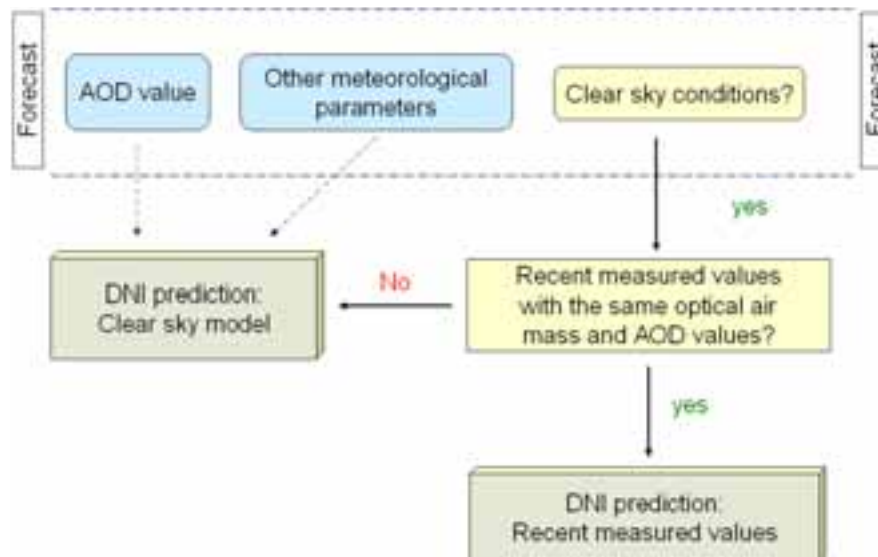 Forecast
AOD value
Other meteorological
parameters
Clear sky conditions?
Forecast
yes
DNI prediction:
Clear sky model
No
Recent measured values
with the same optical air
mass and AOD values?
yes
DNI prediction:
Recent measured values